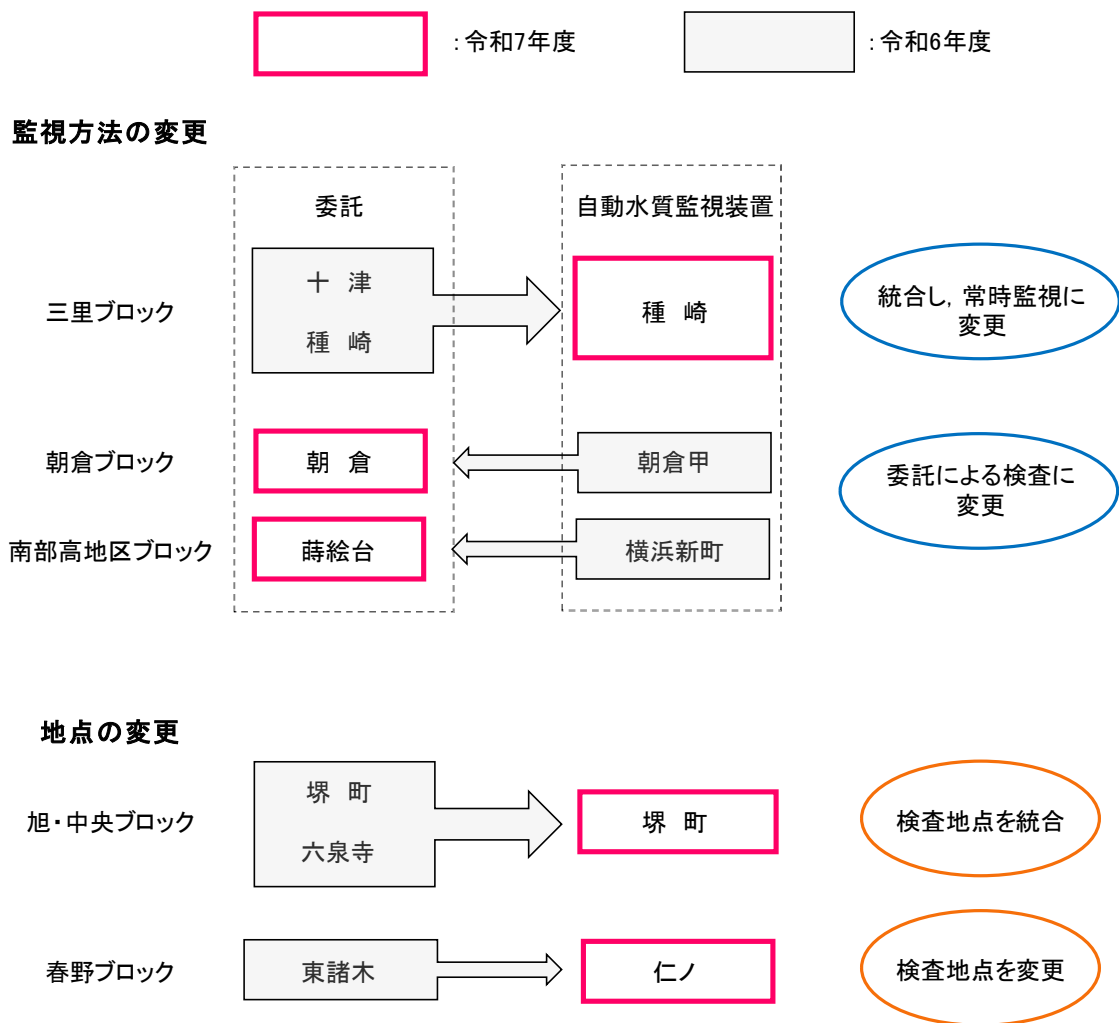 :令和7年度
:令和6年度
監視方法の変更
委託
自動水質監視装置
三里ブロック
十 津
種 崎
種 崎
統合し,常時監視に
変更
朝倉ブロック
朝 倉
朝倉甲
委託による検査に
変更
南部高地区ブロック
蒔絵台
横浜新町
地点の変更
旭・中央ブロック
堺 町
六泉寺
堺 町
検査地点を統合
春野ブロック
東諸木
仁ノ
検査地点を変更